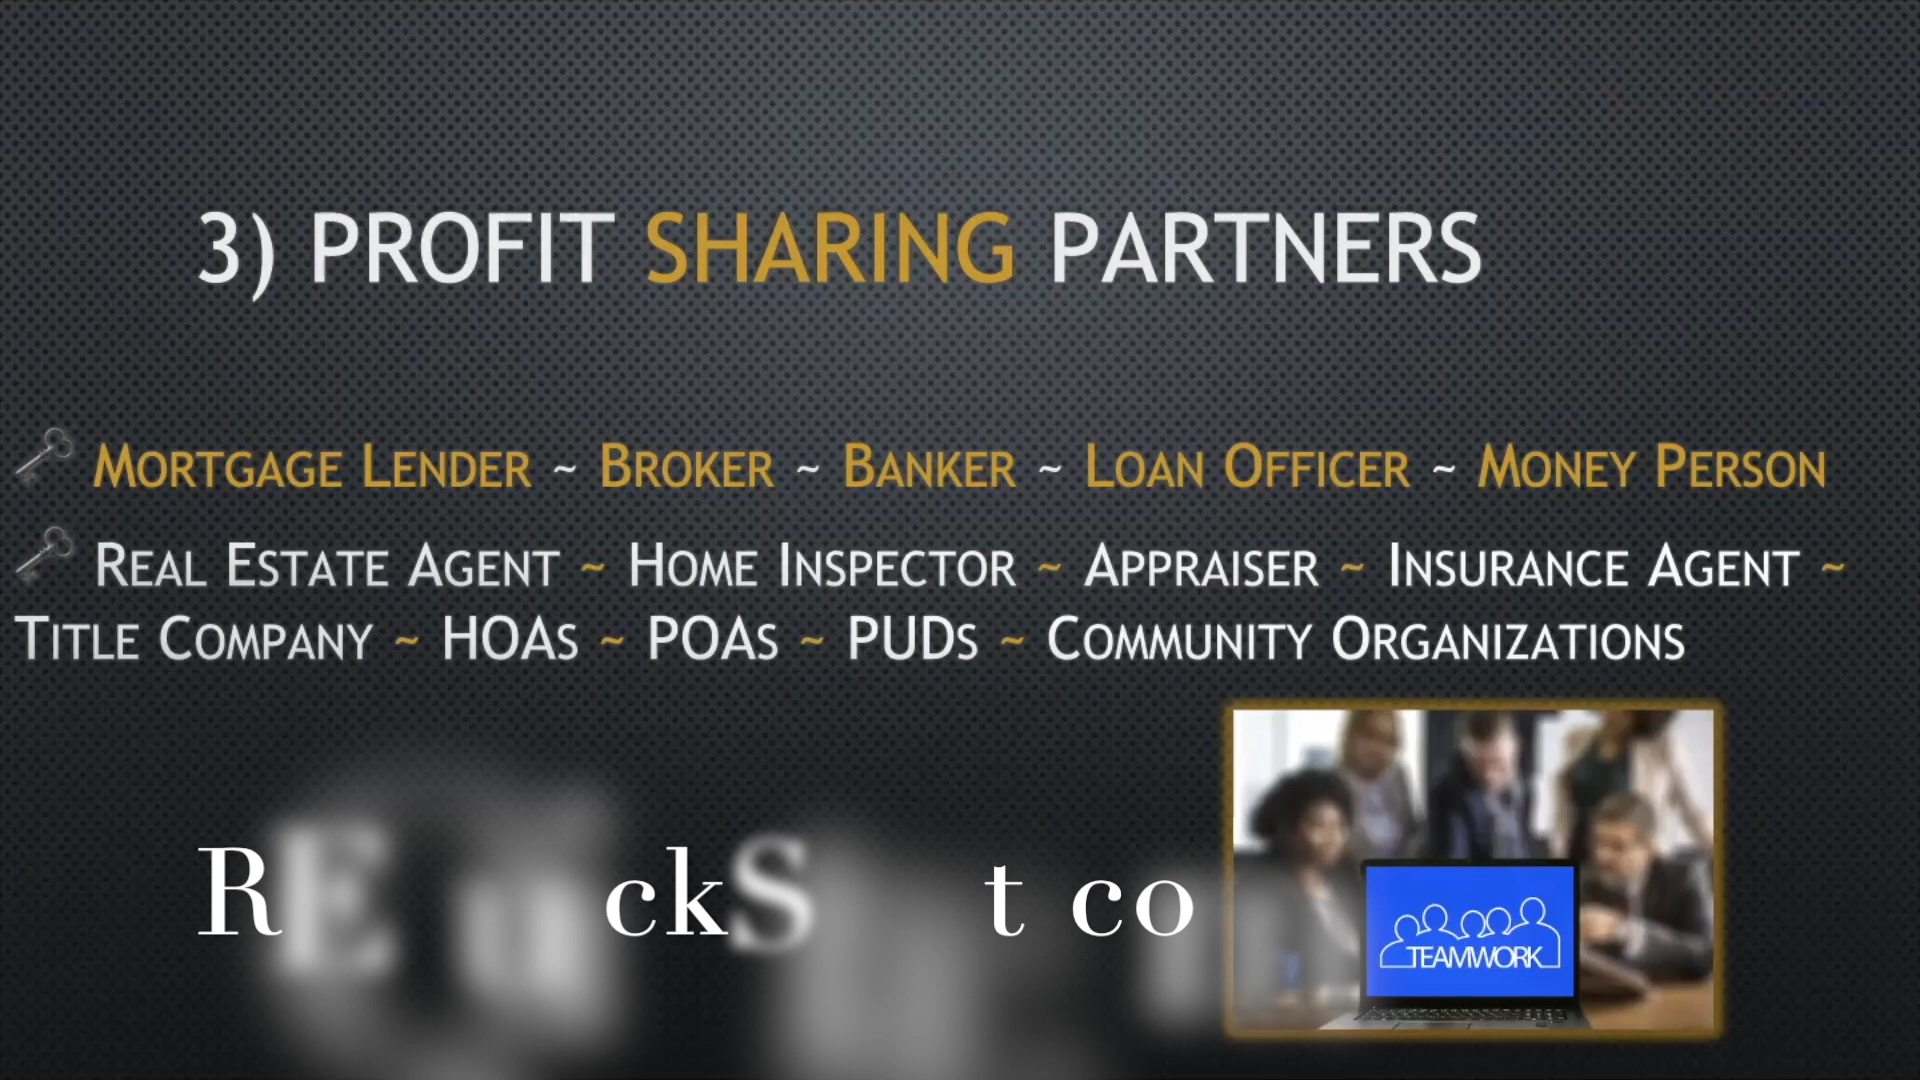 3) PROFIT SHARING PARTNERS
MORTGAGE LENDER ~ BROKER ~ BANKER ~ LOAN OFFICER ~ MONEY PERSON
REAL ESTATE AGENT ~ HOME INSPECTOR ~ APPRAISER ~ INSURANCE AGENT ~
TITLE COMPANY ~ HOAS ~ POAS ~ PUDS ~ COMMUNITY ORGANIZATIONS
TEAMWORK